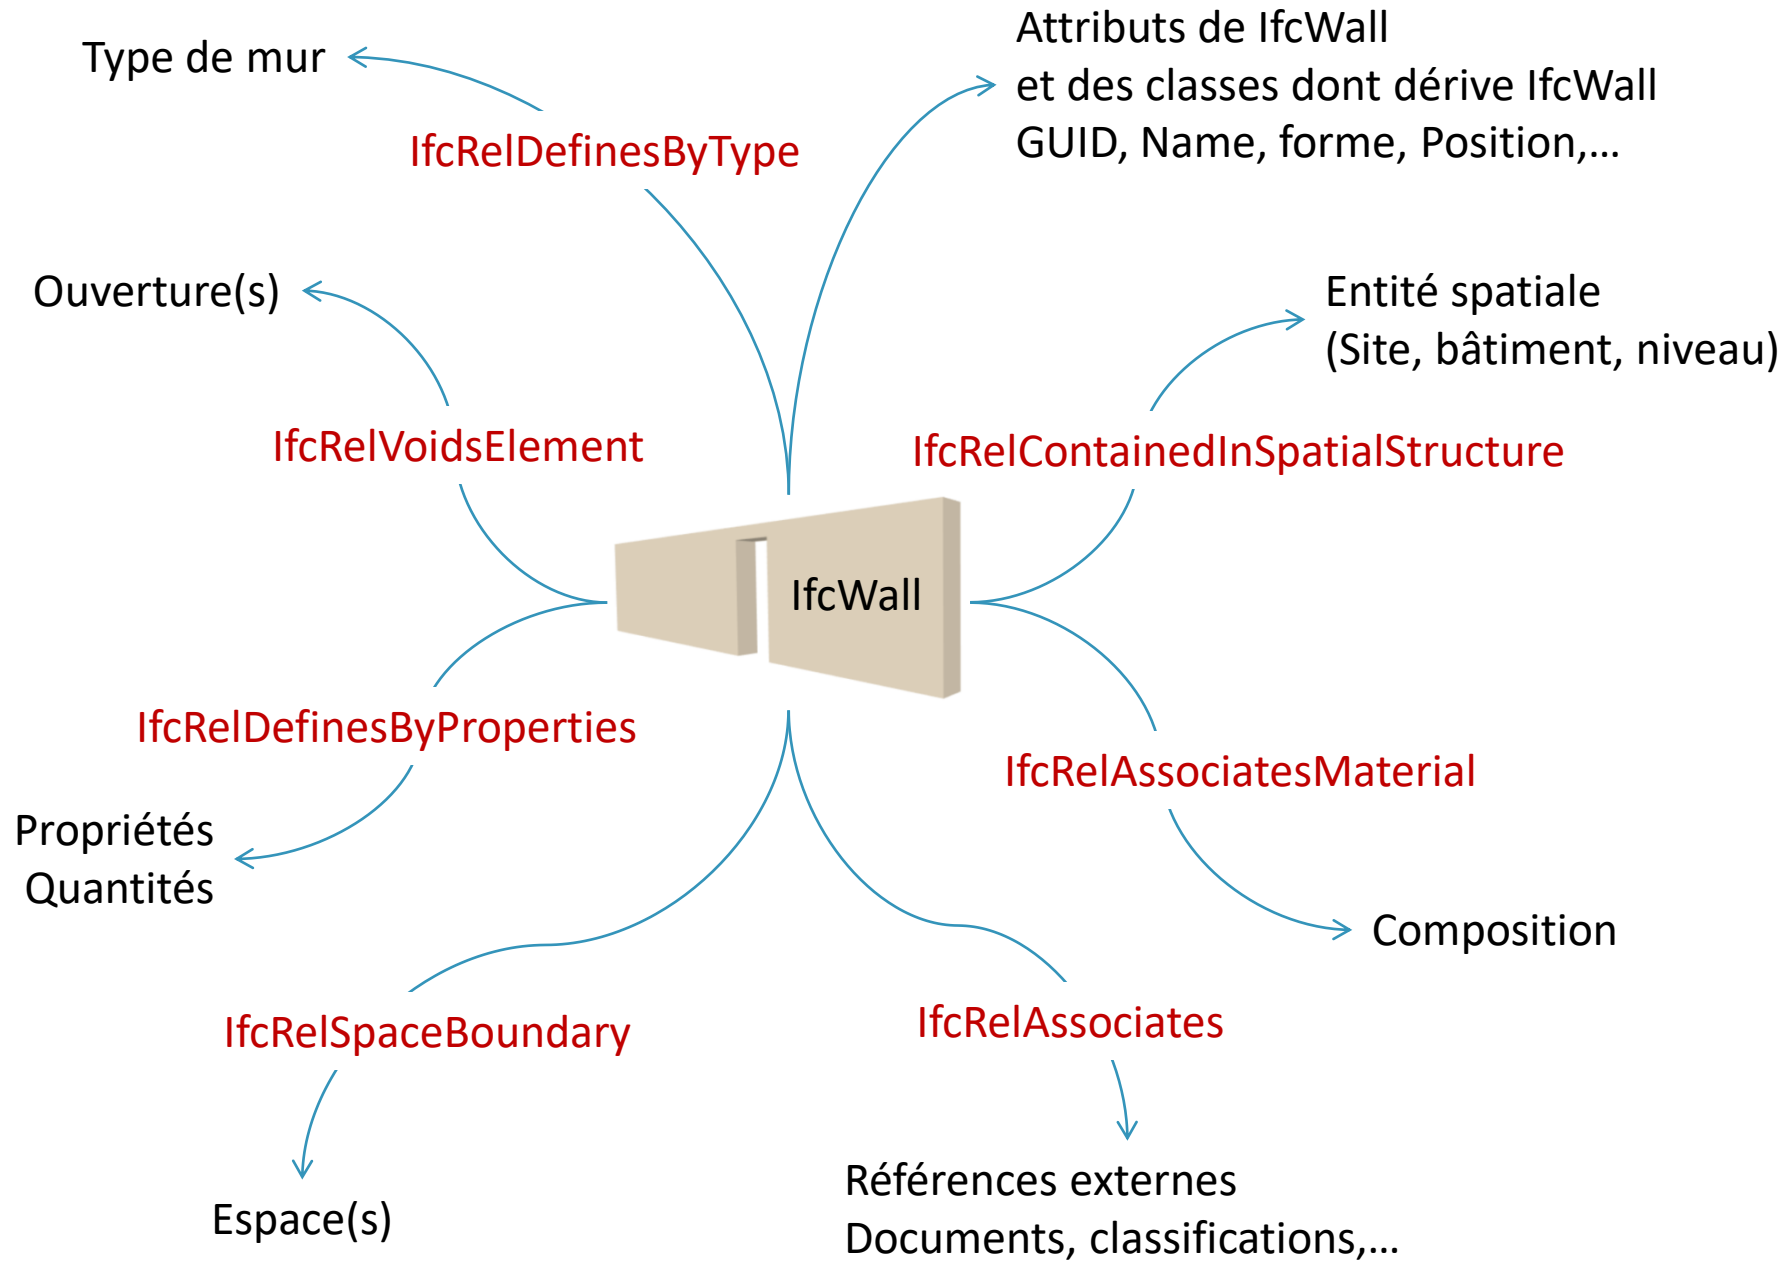 Type de mur
Attributs de IfcWall
et des classes dont dérive IfcWall
GUID, Name, forme, Position,...
IfcRelDefinesByType
Ouverture(s)
Entité spatiale
(Site, bâtiment, niveau)
IfcRelVoidsElement
IfcRelContainedInSpatialStructure
IfcWall
IfcRelDefinesByProperties
IfcRelAssociatesMaterial
Propriétés
Quantités
Composition
IfcRelSpaceBoundary
IfcRelAssociates
Espace(s)
Références externes
Documents, classifications,...